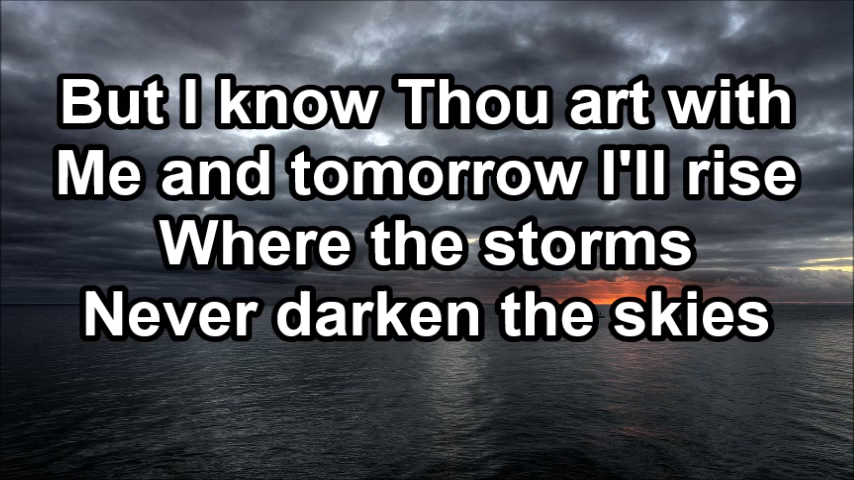 But I know Thou art with
Me and tomorrow I'll rise
Where the storms
Never darken the skies